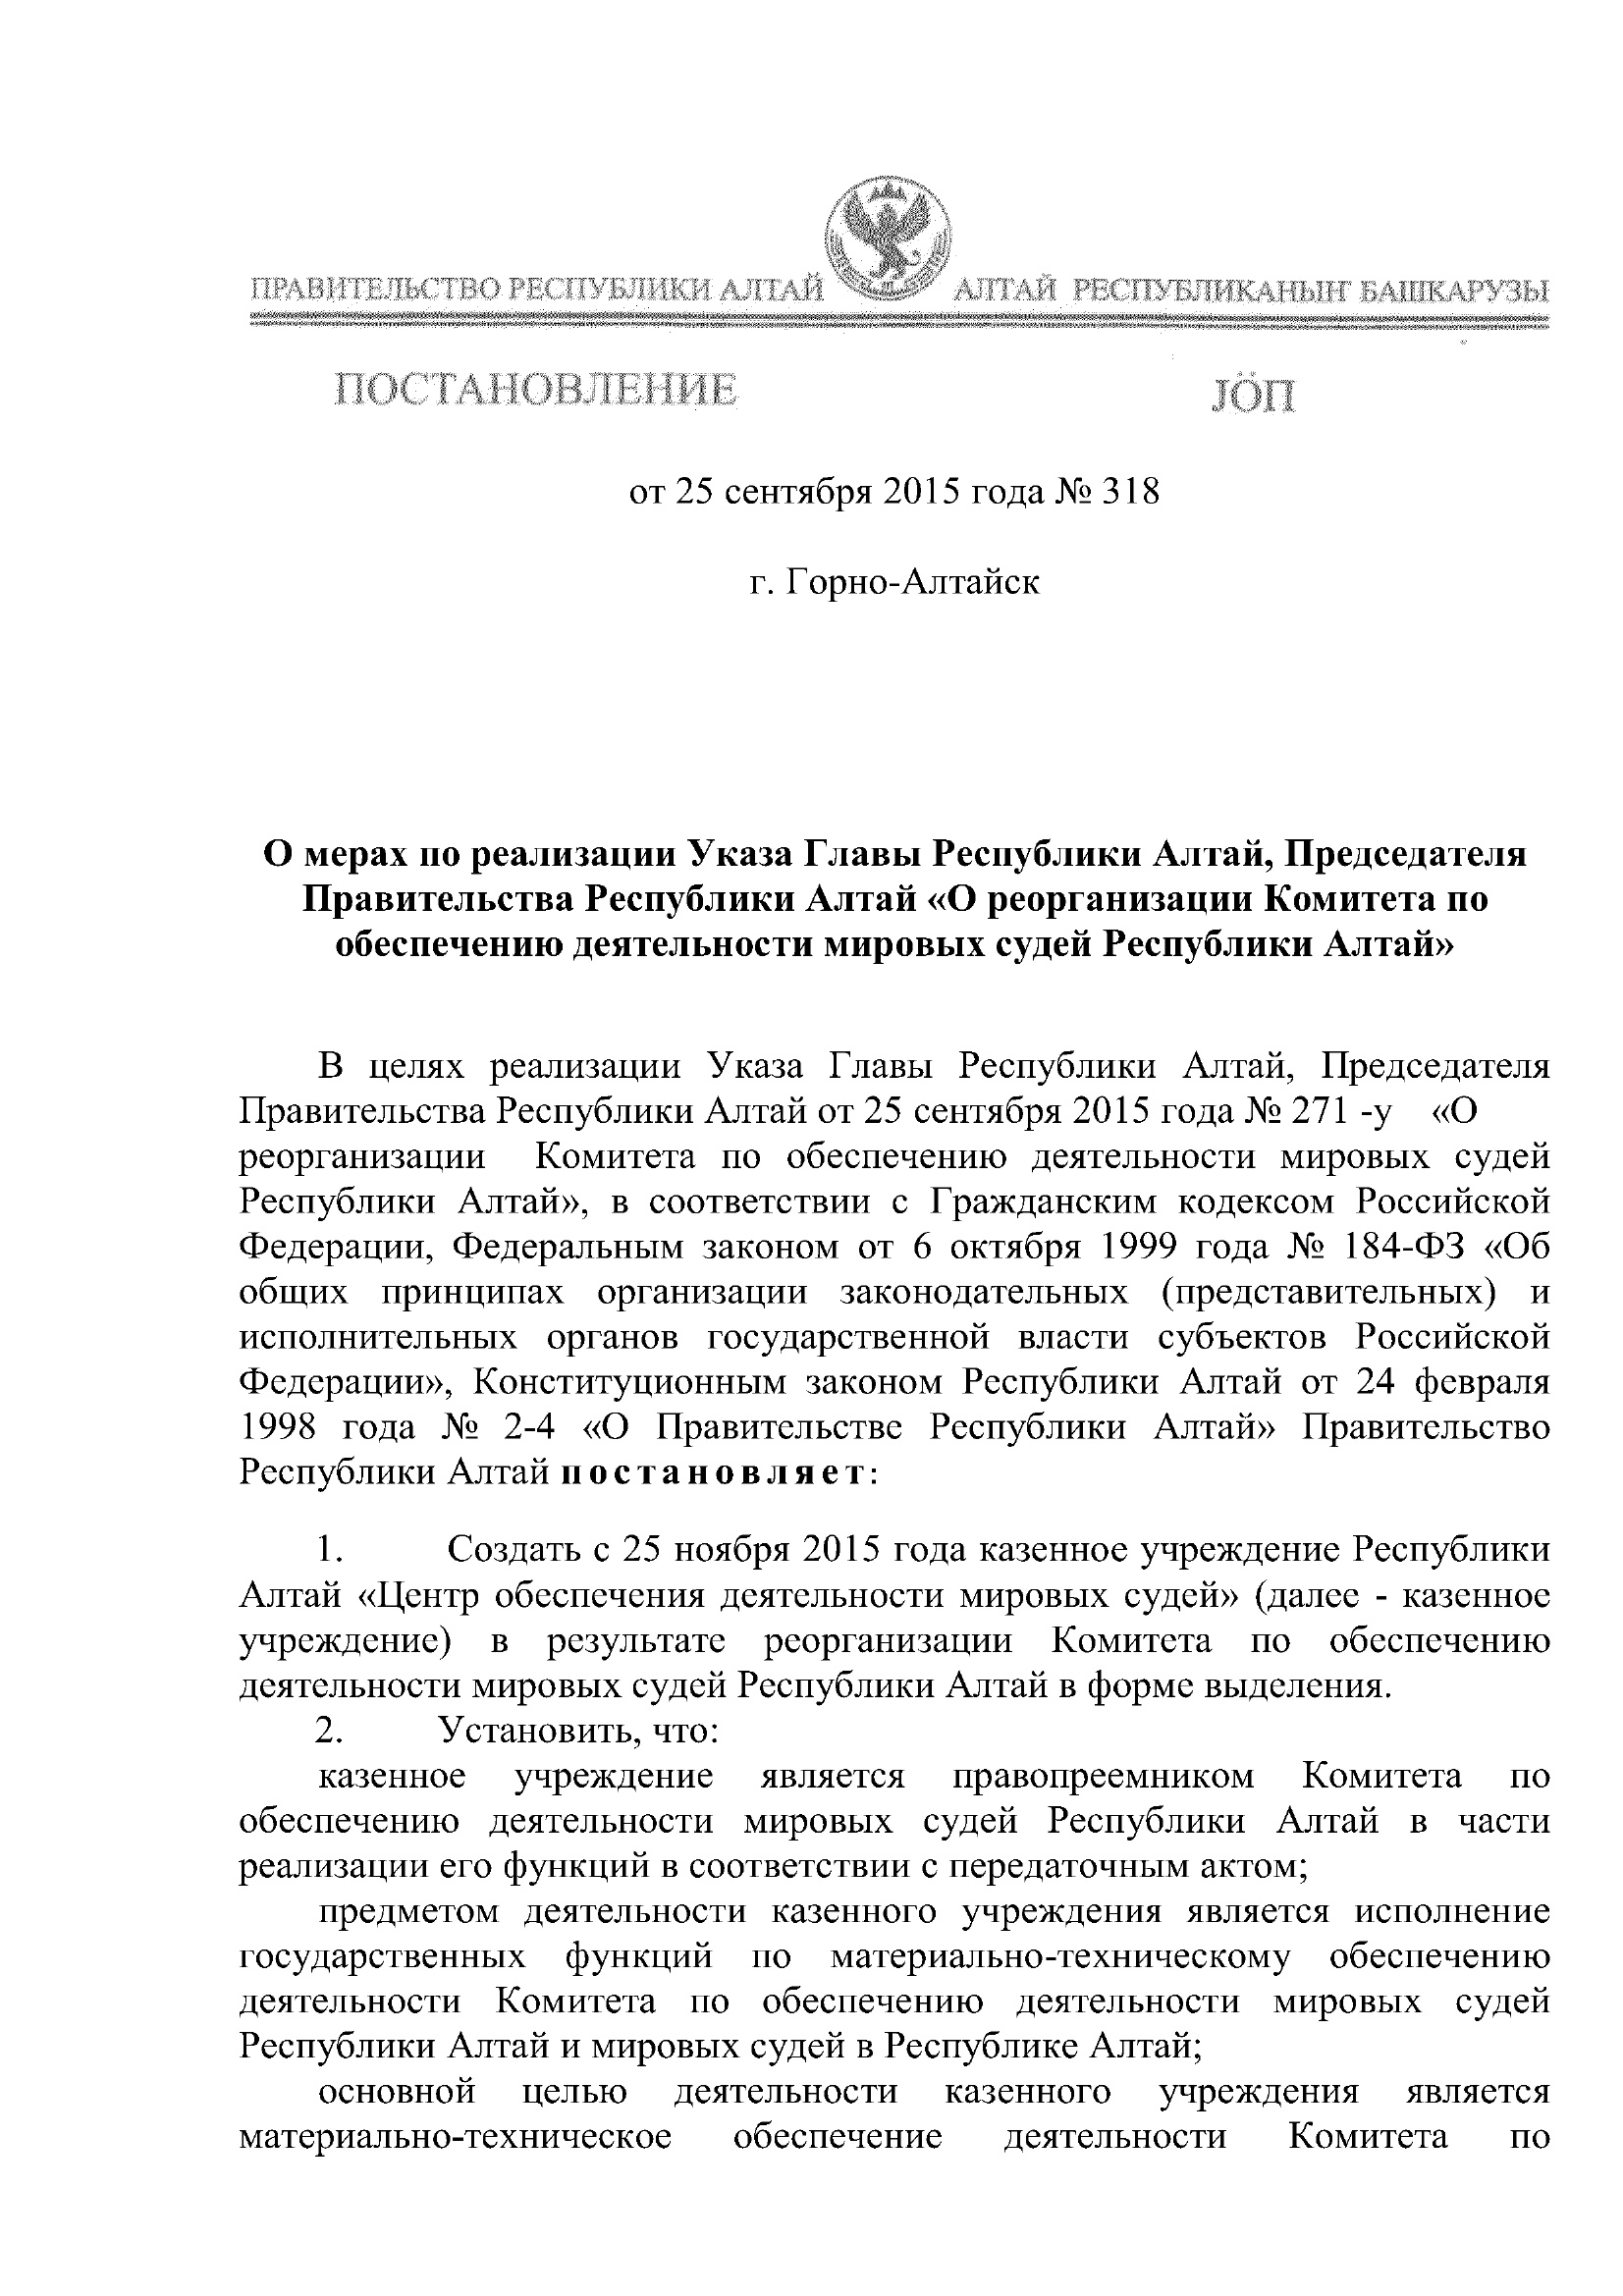 ПРАВИТЕЛЬСТВО РЕСПУБЛИКИ АЛТАЙ
АЛТАЙ РЕСПУБЛИКАНЫҤ БАШКАРУЗЫ
ПОСТАНОВЛЕНИЕ
JӦП
от 25 сентября 2015 года № 318
г. Горно-Алтайск
О мерах по реализации Указа Главы Республики Алтай, Председателя
Правительства Республики Алтай «О реорганизации Комитета по
обеспечению деятельности мировых судей Республики Алтай»
В целях реализации Указа Главы Республики Алтай, Председателя
Правительства Республики Алтай от 25 сентября 2015 года № 271 -у «О
реорганизации Комитета по обеспечению деятельности мировых судей
Республики Алтай», в соответствии с Гражданским кодексом Российской
Федерации, Федеральным законом от 6 октября 1999 года № 184-ФЗ «Об
общих принципах организации законодательных (представительных) и
исполнительных органов государственной власти субъектов Российской
Федерации», Конституционным законом Республики Алтай от 24 февраля
1998 года № 2-4 «О Правительстве Республики Алтай» Правительство
Республики Алтай постановляет:
1. Создать с 25 ноября 2015 года казенное учреждение Республики
Алтай «Центр обеспечения деятельности мировых судей» (далее - казенное
учреждение) в результате реорганизации Комитета по обеспечению
деятельности мировых судей Республики Алтай в форме выделения.
2. Установить, что:
казенное учреждение является правопреемником Комитета по
обеспечению деятельности мировых судей Республики Алтай в части
реализации его функций в соответствии с передаточным актом;
предметом деятельности казенного учреждения является исполнение
государственных функций по материально-техническому обеспечению
деятельности Комитета по обеспечению деятельности мировых судей
Республики Алтай и мировых судей в Республике Алтай;
основной целью деятельности казенного учреждения является
материально-техническое обеспечение деятельности Комитета по